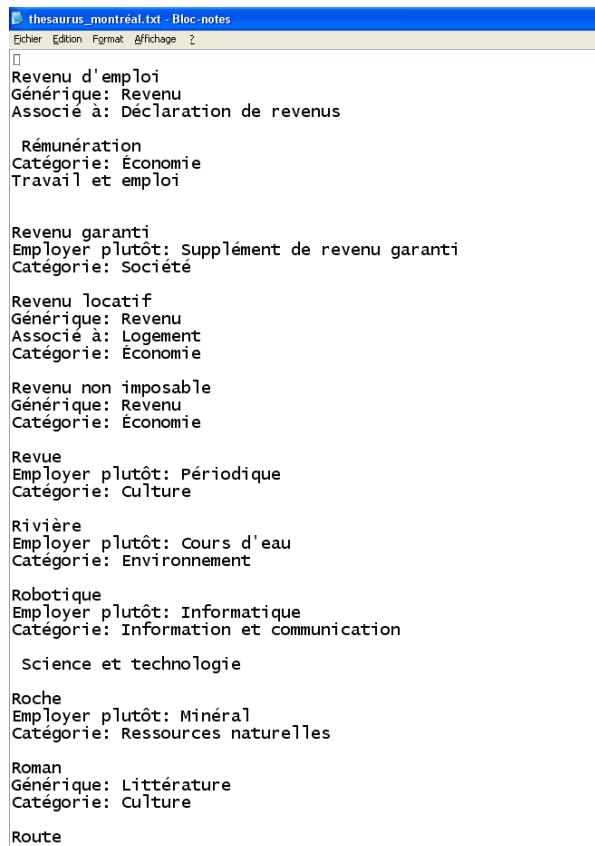 thesaurus_montréal.txt - Bloc-notes
Fichier Edition Format Affichage ?
Revenu d'emploi
Générique: Revenu
Associé à: Déclaration de revenus
Rémunération
Catégorie: Économie
Travail et emploi
Revenu garanti
Employer plutôt: Supplément de revenu garanti
Catégorie: Société
Revenu locatif
Générique: Revenu
Associé à: Logement
Catégorie: Économie
Revenu non imposable
Générique: Revenu
Catégorie: Économie
Revue
Employer plutôt: Périodique
Catégorie: Culture
Rivière
Employer plutôt: Cours d'eau
Catégorie: Environnement
Robotique
Employer plutôt: Informatique
Catégorie: Information et communication
Science et technologie
Roche
Employer plutôt: Minéral
Catégorie: Ressources naturelles
Roman
Générique: Littérature
Catégorie: Culture
Route